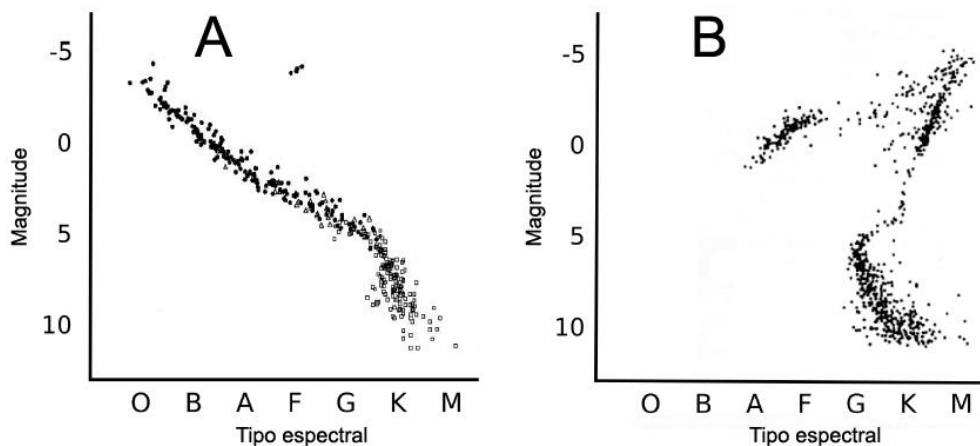 A
-5
0
5
10
Magnitude
O B A F G K M
Tipo espectral
B
-5
0
5
10
Magnitude
O B A F G K M
Tipo espectral